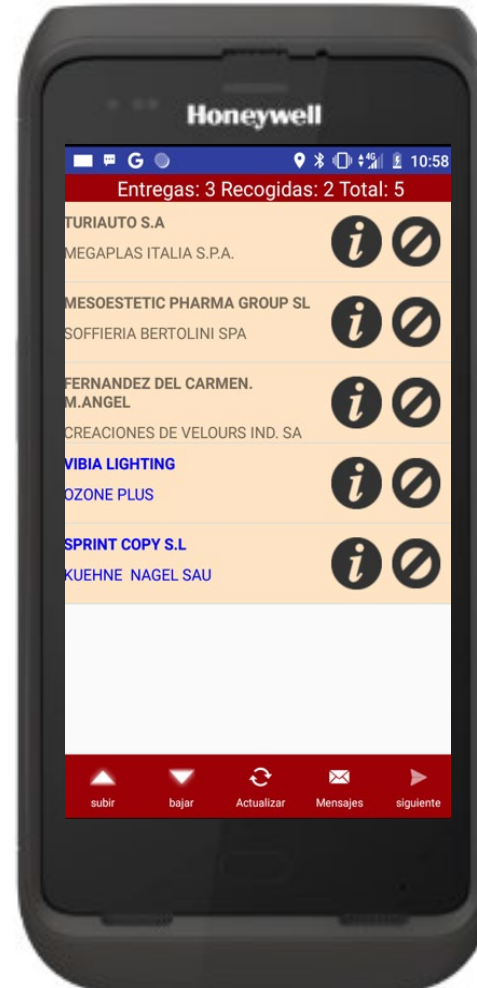 Honeywell
G
4G
10:58
Entregas: 3 Recogidas: 2 Total: 5
TURIAUTO S.A
MEGAPLAS ITALIA S.P.A.
MESOESTETIC PHARMA GROUP SL
SOFFIERIA BERTOLINI SPA
FERNANDEZ DEL CARMEN.
M.ANGEL
CREACIONES DE VELOURS IND. SA
VIBIA LIGHTING
OZONE PLUS
SPRINT COPY S.L
KUEHNE NAGEL SAU
subir bajar Actualizar Mensajes siguiente